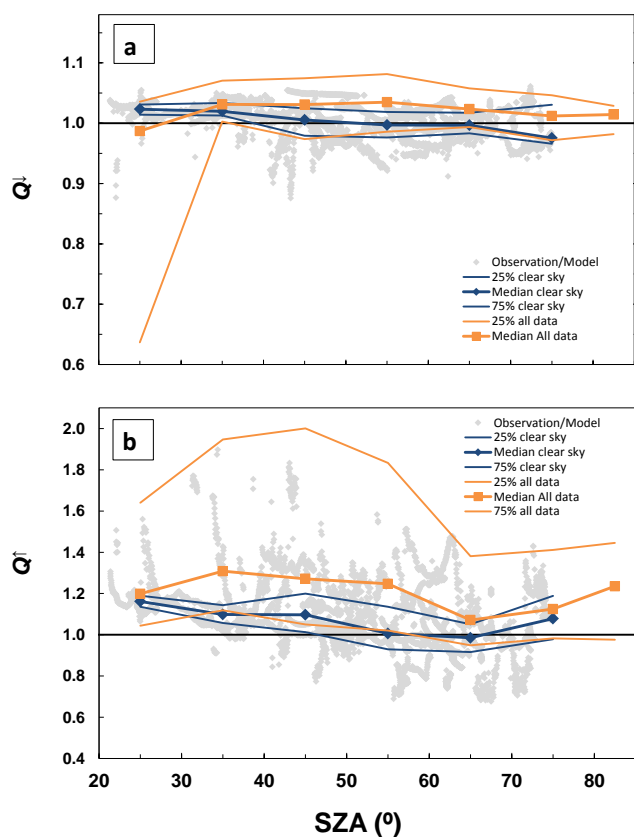 a
1.1
1.0
0.9
0.8
0.7
0.6
Q↓
Observation/Model
25% clear sky
Median clear sky
75% clear sky
25% all data
Median All data
b
2.0
1.8
1.6
1.4
1.2
1.0
0.8
0.6
0.4
Q↑
Observation/Model
25% clear sky
Median clear sky
75% clear sky
25% all data
Median All data
75% all data
20 30 40 50 60 70 80
SZA (º)